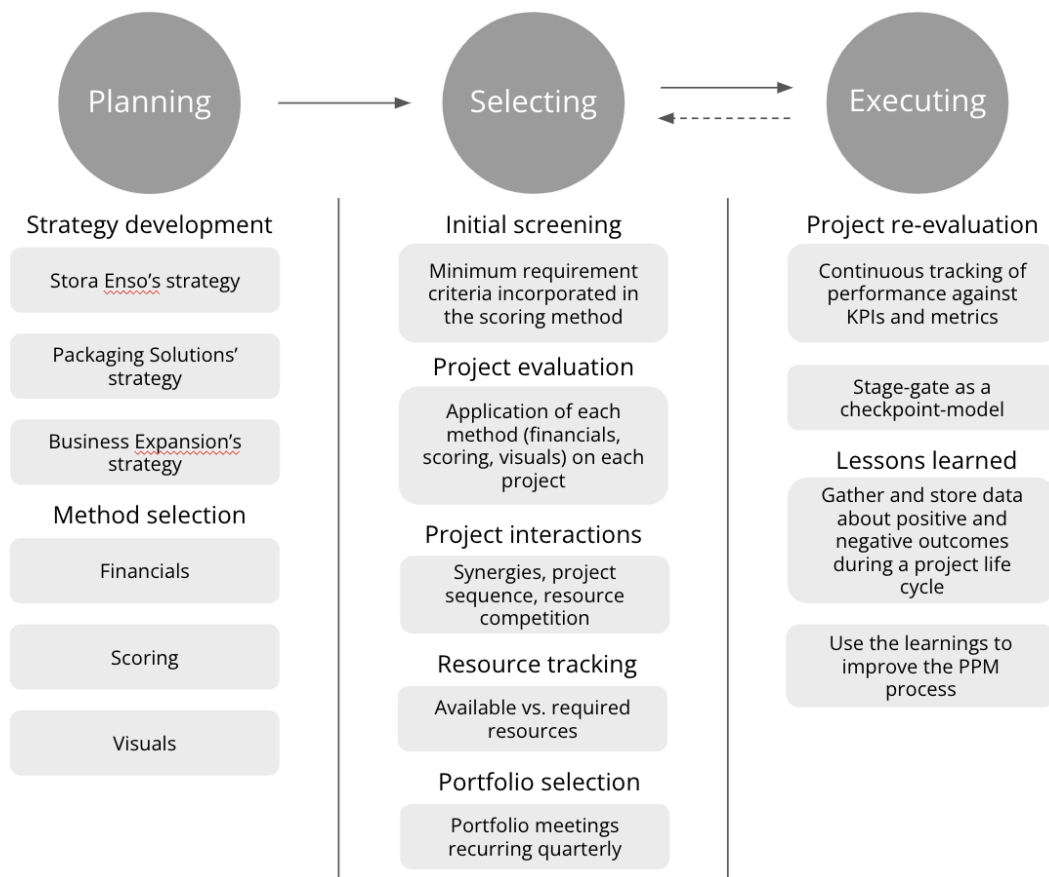 Planning
Selecting
Executing
Strategy development
Stora Enso's strategy
Packaging Solutions'
strategy
Business Expansion's
strategy
Method selection
Financials
Scoring
Visuals
Initial screening
Minimum requirement
criteria incorporated in
the scoring method
Project evaluation
Application of each
method (financials,
scoring, visuals) on each
project
Project interactions
Synergies, project
sequence, resource
competition
Resource tracking
Available vs. required
resources
Portfolio selection
Portfolio meetings
recurring quarterly
Project re-evaluation
Continuous tracking of
performance against
KPIs and metrics
Stage-gate as a
checkpoint-model
Lessons learned
Gather and store data
about positive and
negative outcomes
during a project life
cycle
Use the learnings to
improve the PPM
process